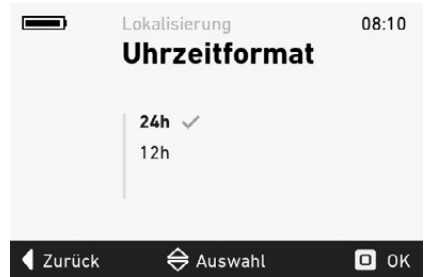 Lokalisierung 08:10
Uhrzeitformat
24h
12h
Zurück Auswahl OK